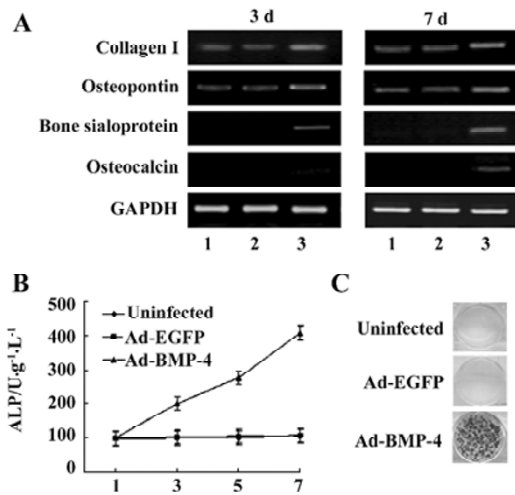 A
3 d
7 d
Collagen I
Osteopontin
Bone sialoprotein
Osteocalcin
GAPDH
1 2 3
1 2 3
B
ALP/U·g⁻¹·L⁻¹
500
400
300
200
100
0
1 3 5 7
Uninfected
Ad-EGFP
Ad-BMP-4
C
Uninfected
Ad-EGFP
Ad-BMP-4